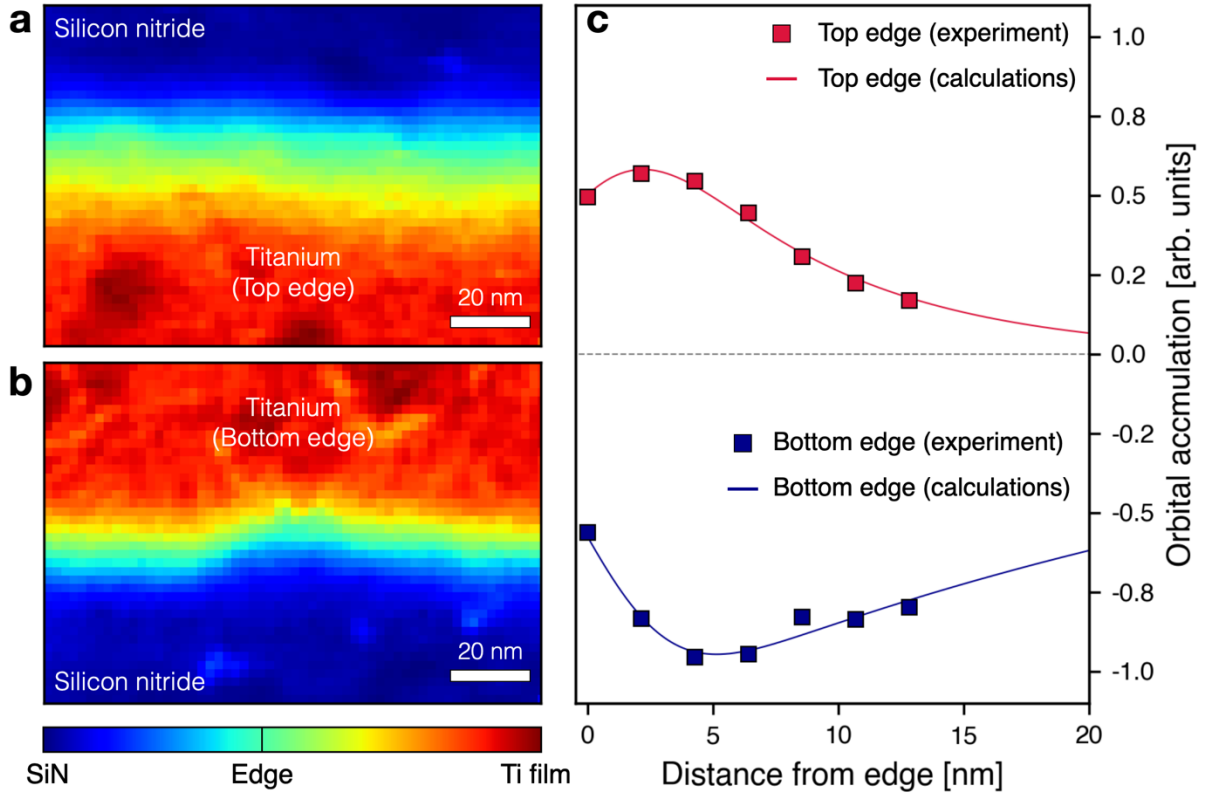 a
Silicon nitride
Titanium
(Top edge)
20 nm
b
Titanium
(Bottom edge)
20 nm
Silicon nitride
SiN
Edge
Ti film
c
Top edge (experiment)
Top edge (calculations)
Bottom edge (experiment)
Bottom edge (calculations)
1.0
0.8
0.5
0.2
0.0
-0.2
-0.5
-0.8
-1.0
Orbital accmulation [arb. units]
0 5 10 15 20
Distance from edge [nm]